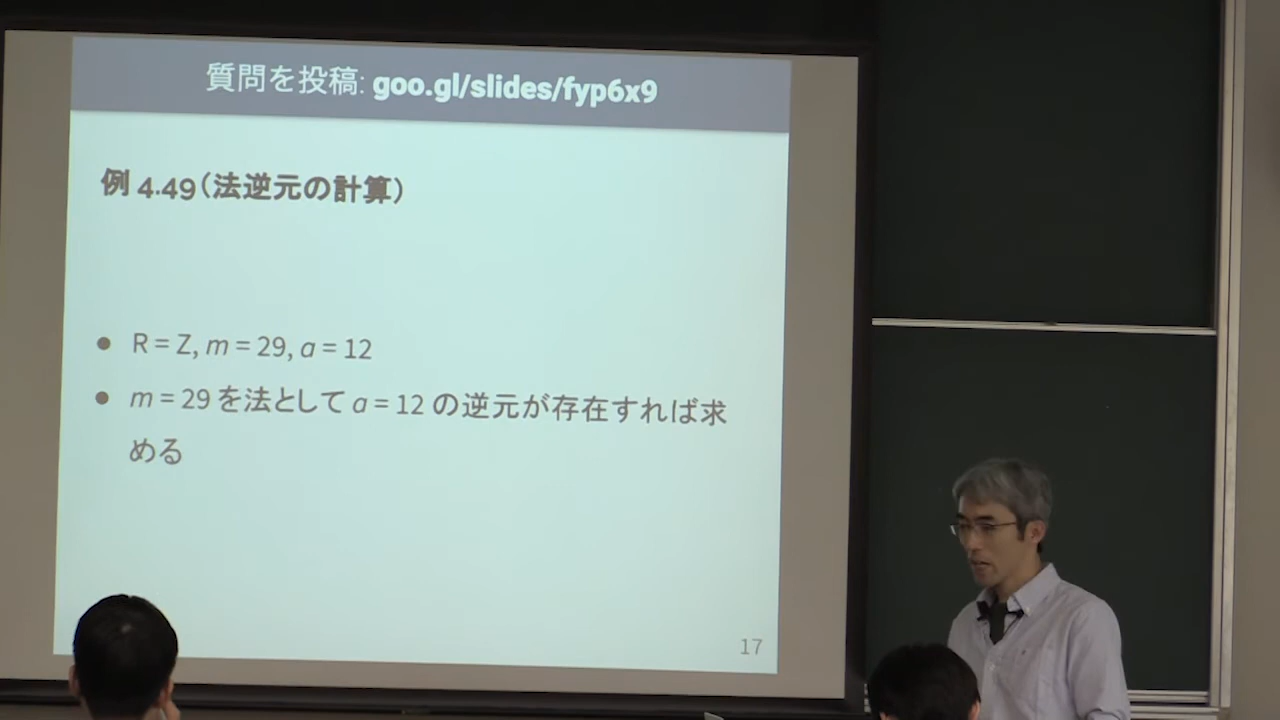 質問を投稿: goo.gl/slides/fyp6x9
例 4.49(法逆元の計算)
● R = Z, m = 29, a = 12
● m = 29 を法として a = 12 の逆元が存在すれば求
める
17